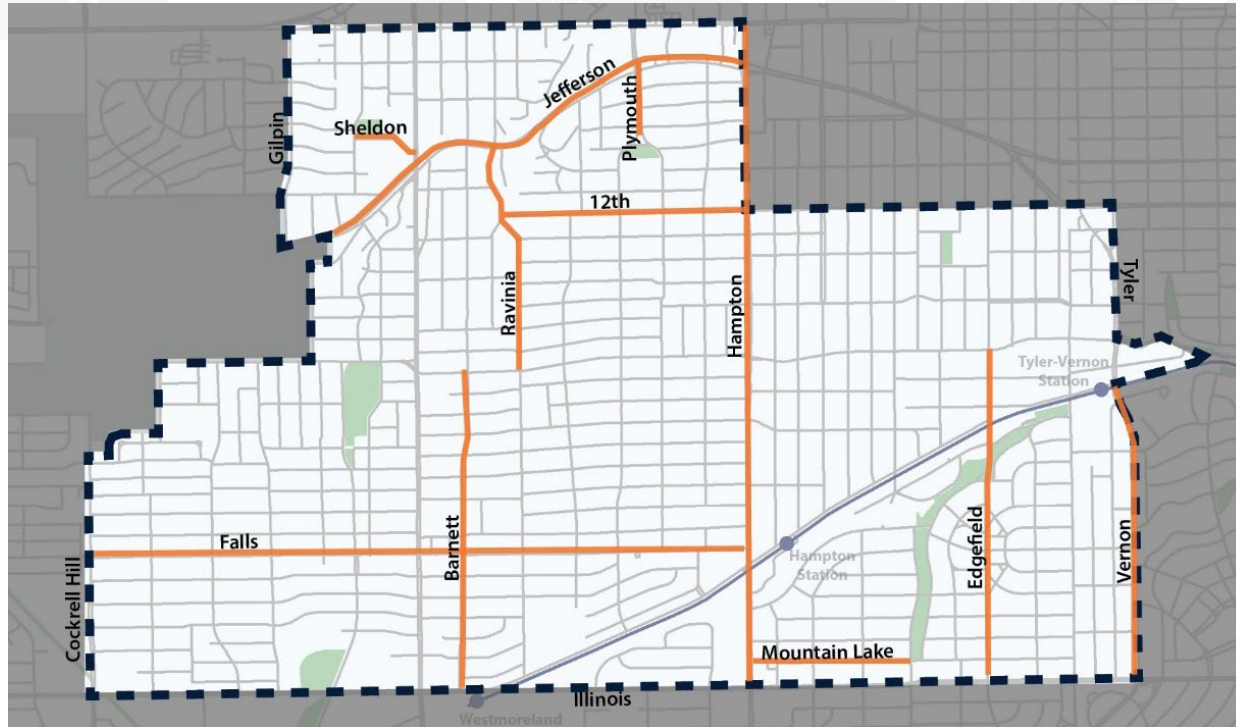 Jefferson
Plymouth
Sheldon
Gilpin
12th
Tyler
Ravinia
Hampton
Tyler-Vernon
Station
Falls
Barnett
Hampton
Station
Edgefield
Vernon
Cockrell Hill
Mountain Lake
Illinois
Westmoreland